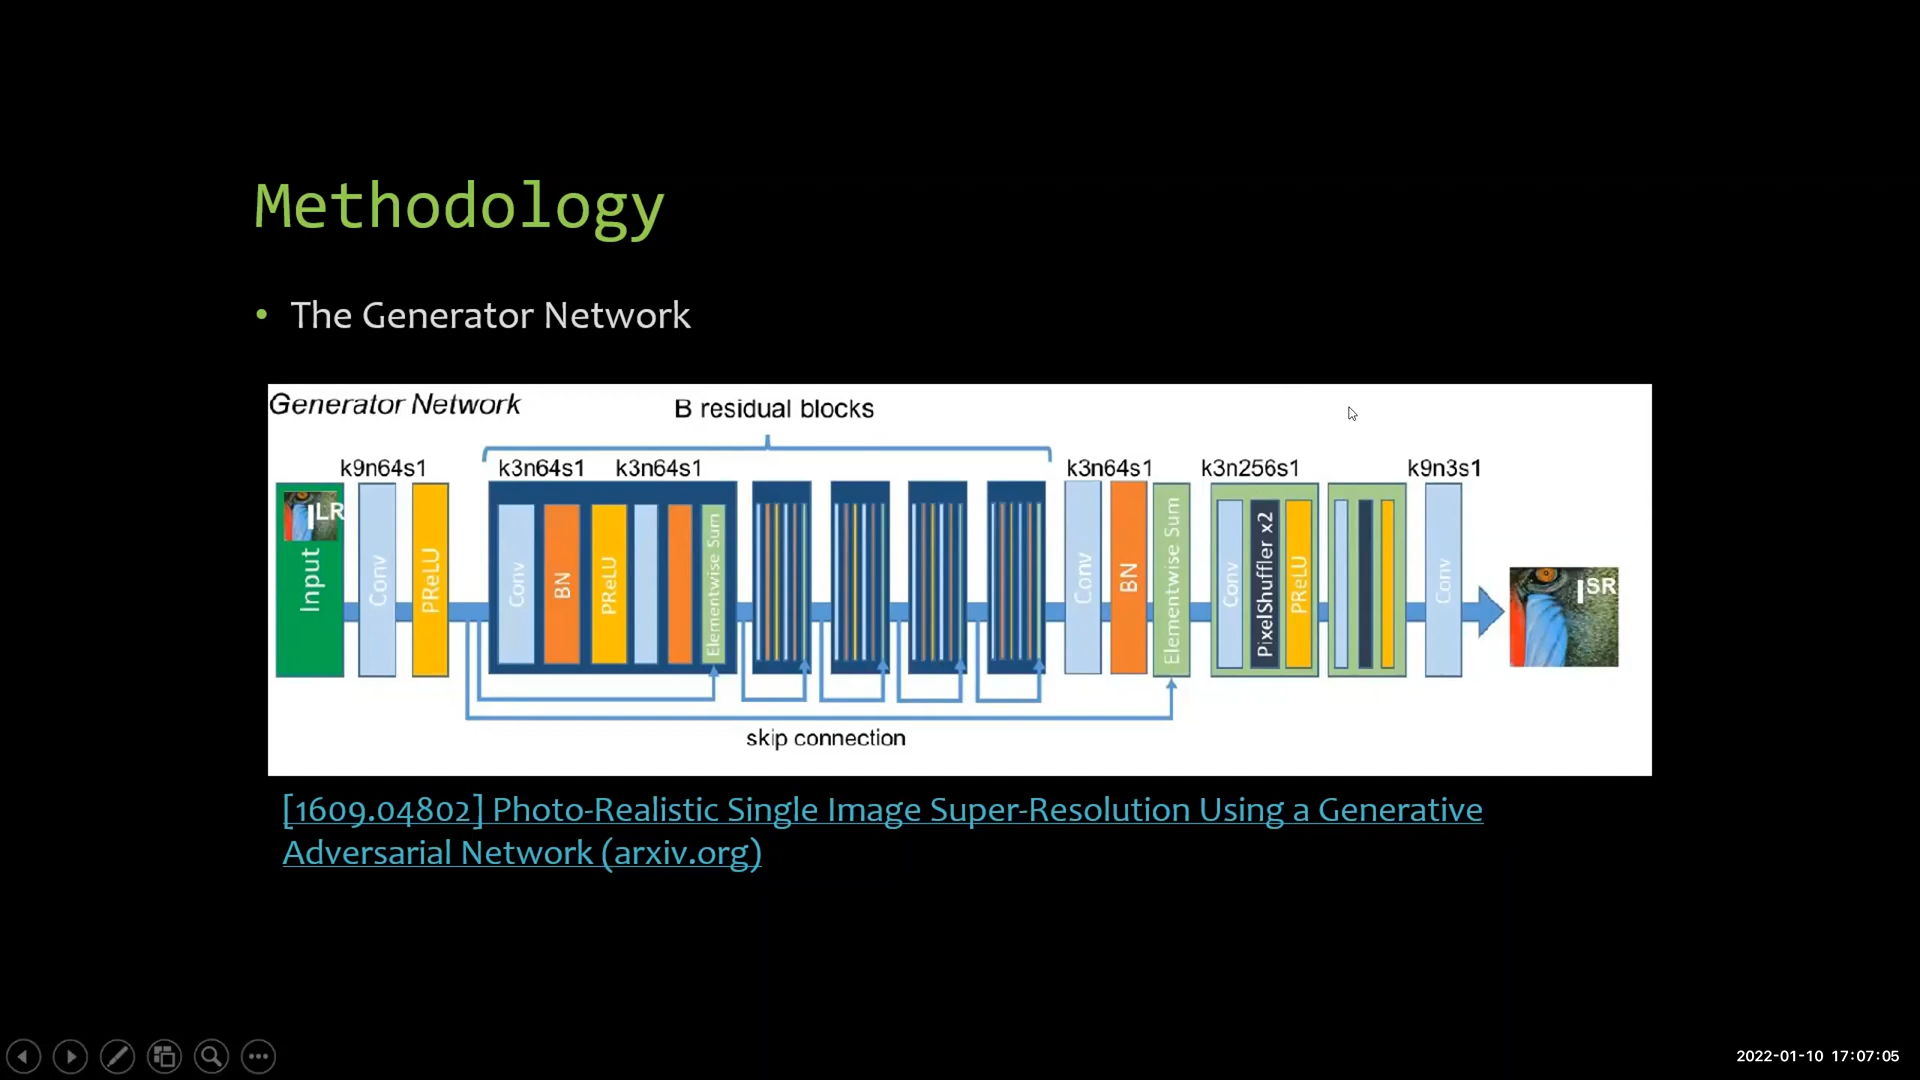 Methodology
• The Generator Network
Generator Network
B residual blocks
k9n64s1 k3n64s1 k3n64s1 k3n64s1 k3n256s1 k9n3s1
Input
I LR
Conv
PReLU
Conv
BN
PReLU
Elementwise Sum
Conv
BN
Elementwise Sum
Conv
PixelShuffler x2
PReLU
Conv
I SR
skip connection
[1609.04802] Photo-Realistic Single Image Super-Resolution Using a Generative
Adversarial Network (arxiv.org)
2022-01-10 17:07:05